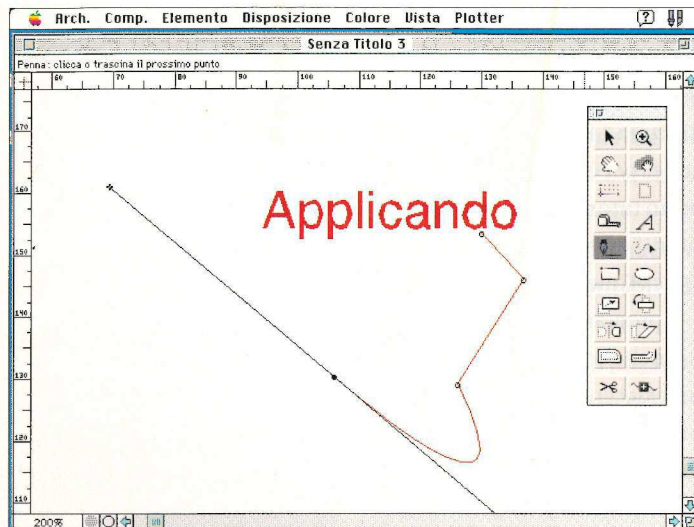 Arch. Comp. Elemento Disposizione Colore Vista Plotter
Senza Titolo 3
Penna: clicca o trascina il prossimo punto
60 70 80 90 100 110 120 130 140 150 160
170
160
150
140
130
120
110
Applicando
A
200%